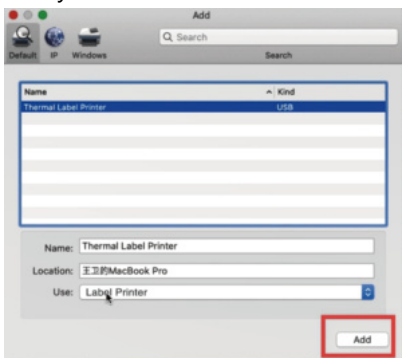 Add
Search
Default IP Windows
Search
Name Kind
Thermal Label Printer USB
Name: Thermal Label Printer
Location: 王卫的MacBook Pro
Use: Label Printer
Add